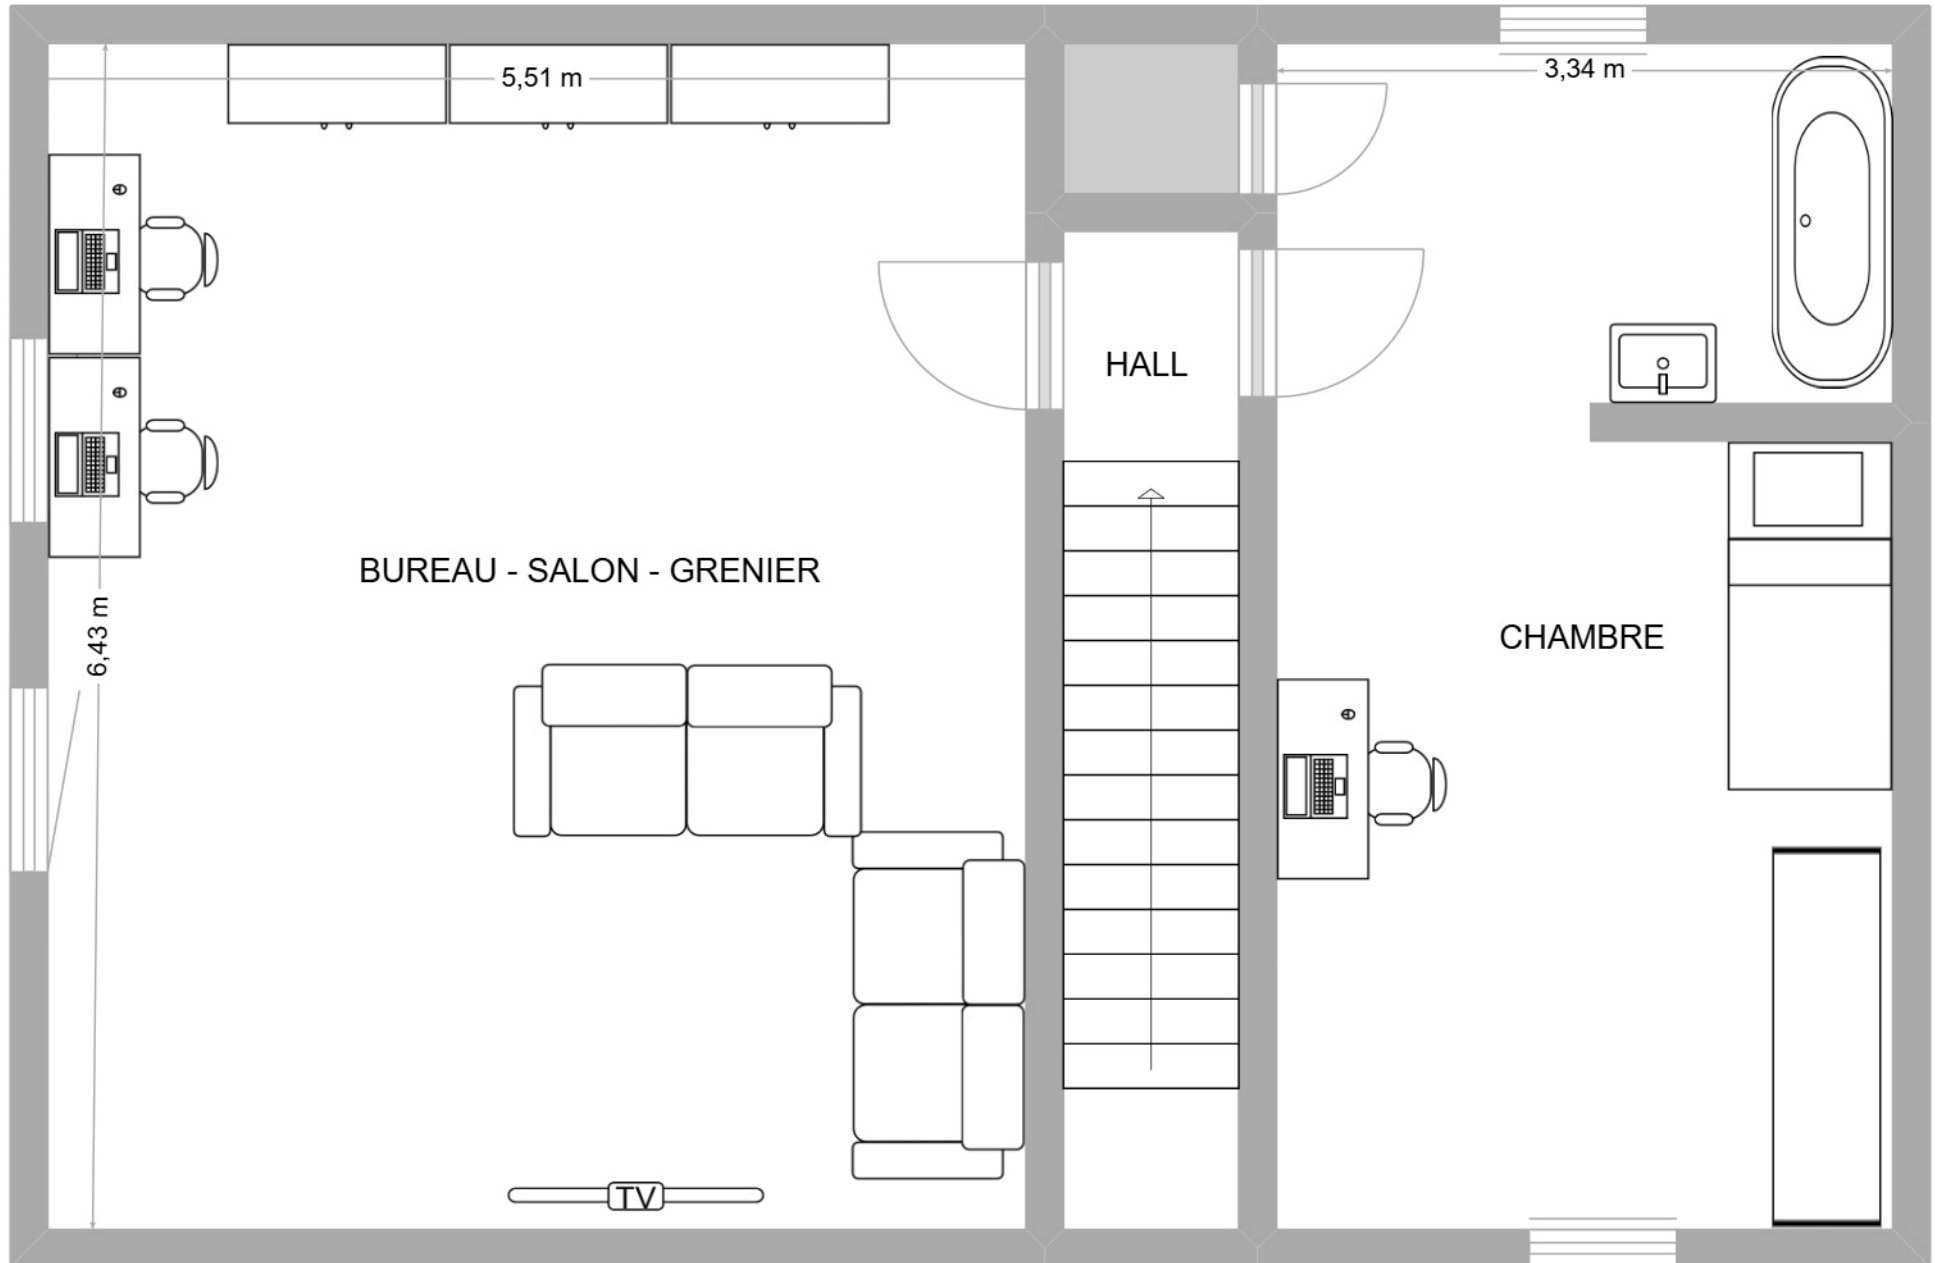 5,51 m
3,34 m
HALL
BUREAU - SALON - GRENIER
6,43 m
CHAMBRE
TV